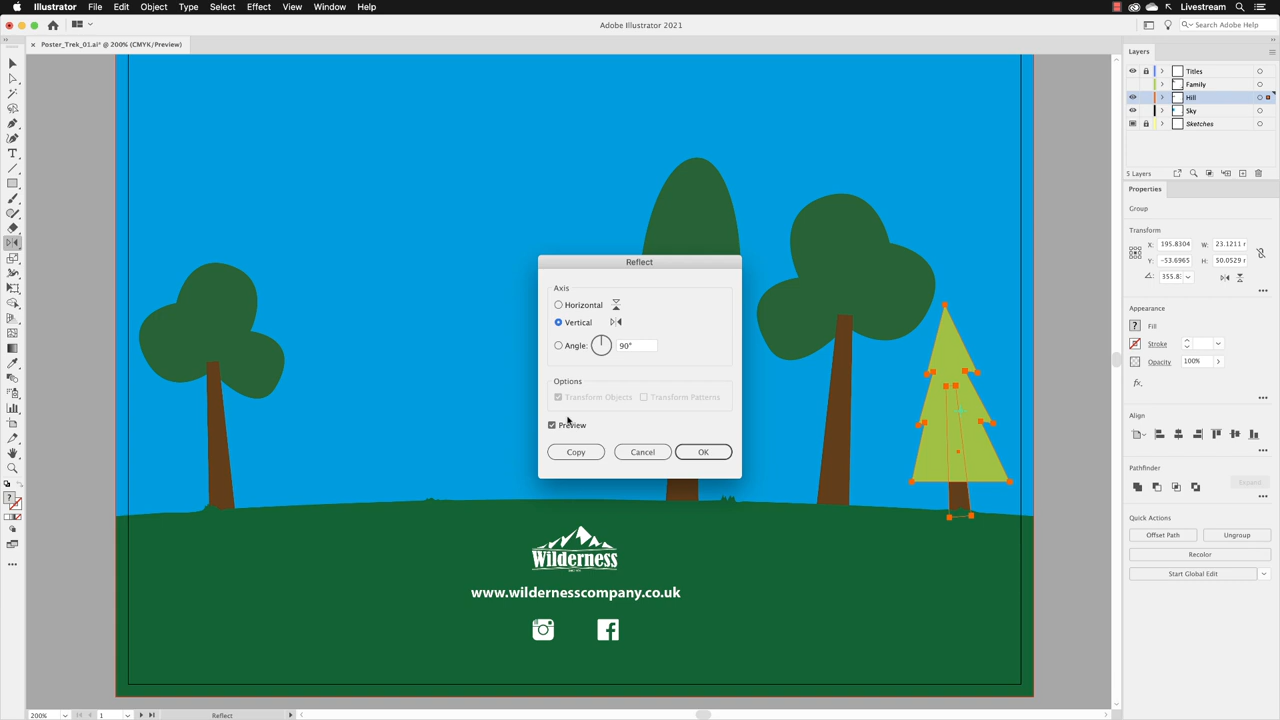 Illustrator File Edit Object Type Select Effect View Window Help Livestream
Adobe Illustrator 2021
Search Adobe Help
× Poster_Trek_01.ai* @ 200% (CMYK/Preview)
Layers
Titles
Family
Hill
Sky
Sketches
5 Layers
Properties
Group
Transform
X: 195.8304 W: 23.1211 r
Y: -53.6965 H: 50.0529 r
355.8
Appearance
? Fill
Stroke
Opacity 100%
fx.
Align
Pathfinder
Expand
Quick Actions
Offset Path Ungroup
Recolor
Start Global Edit
Reflect
Axis
Horizontal
Vertical
Angle: 90°
Options
Transform Objects Transform Patterns
Preview
Copy Cancel OK
Wilderness
www.wildernesscompany.co.uk
200% 1 Reflect